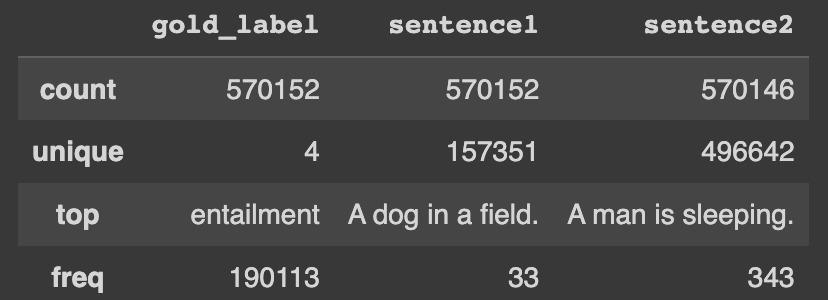 gold_label sentence1 sentence2
count 570152 570152 570146
unique 4 157351 496642
top entailment A dog in a field. A man is sleeping.
freq 190113 33 343